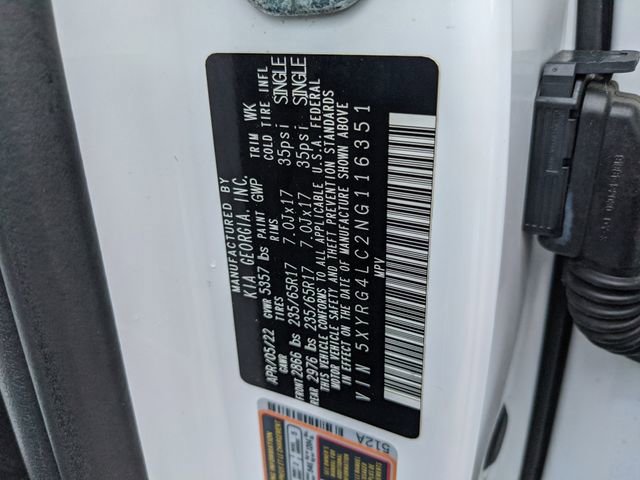 MANUFACTURED BY
KIA GEORGIA, INC.
APR/05/22 GVWR 5357 lbs PAINT GWP TRIM WK
GAWR TIRES RIMS COLD TIRE INFL
FRONT 2866 lbs 235/65R17 7.0Jx17 35psi SINGLE
REAR 2976 lbs 235/65R17 7.0Jx17 35psi SINGLE
THIS VEHICLE CONFORMS TO ALL APPLICABLE U.S.A. FEDERAL
MOTOR VEHICLE SAFETY AND THEFT PREVENTION STANDARDS
IN EFFECT ON THE DATE OF MANUFACTURE SHOWN ABOVE
VIN 5XYRG4LC2NG116351
MPV
512A